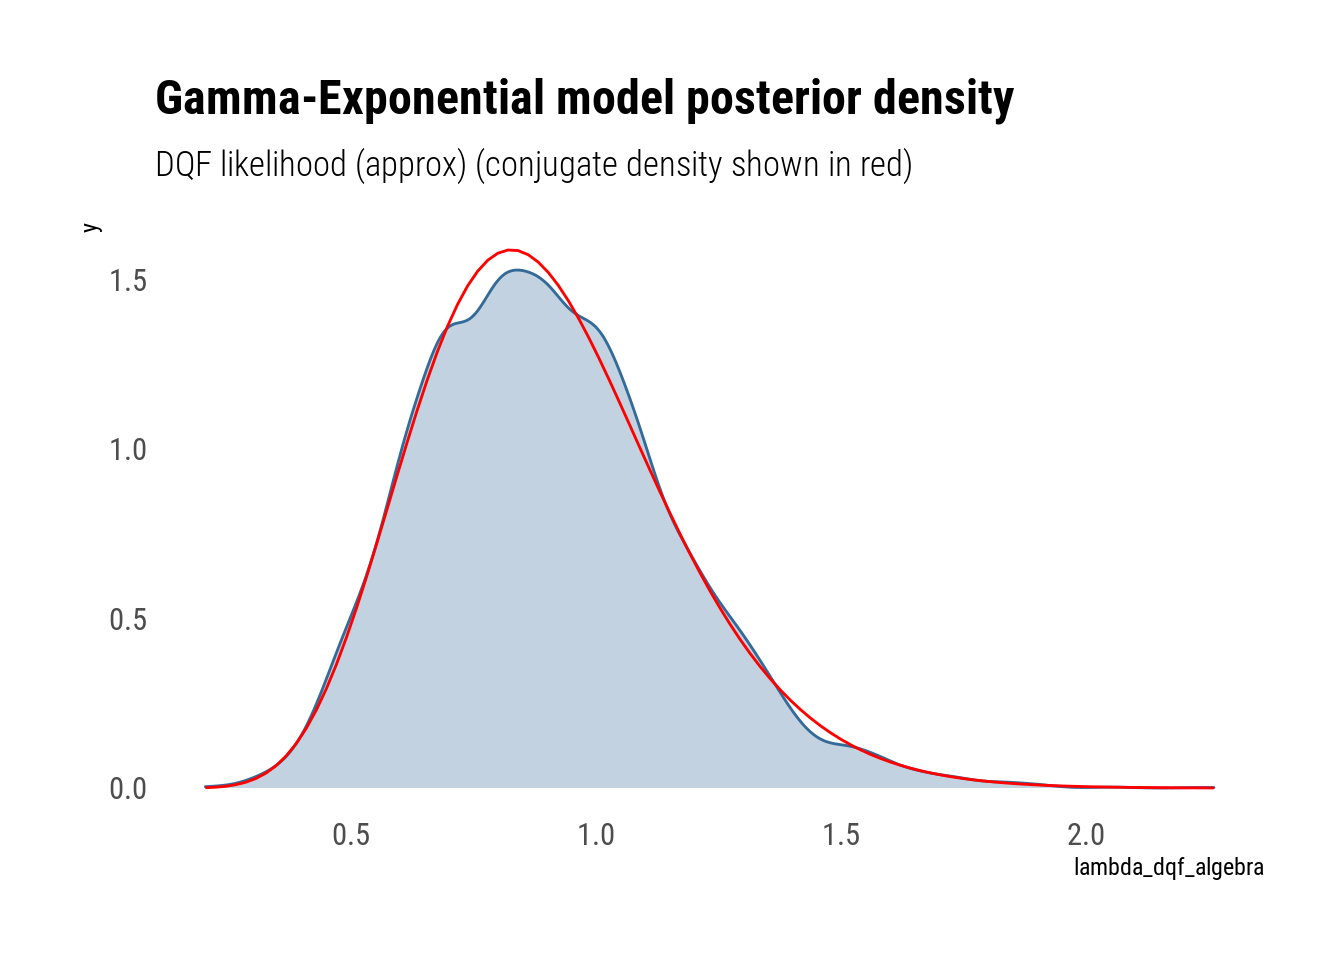 Gamma-Exponential model posterior density
DQF likelihood (approx) (conjugate density shown in red)
y
1.5
1.0
0.5
0.0
0.5 1.0 1.5 2.0
lambda_dqf_algebra